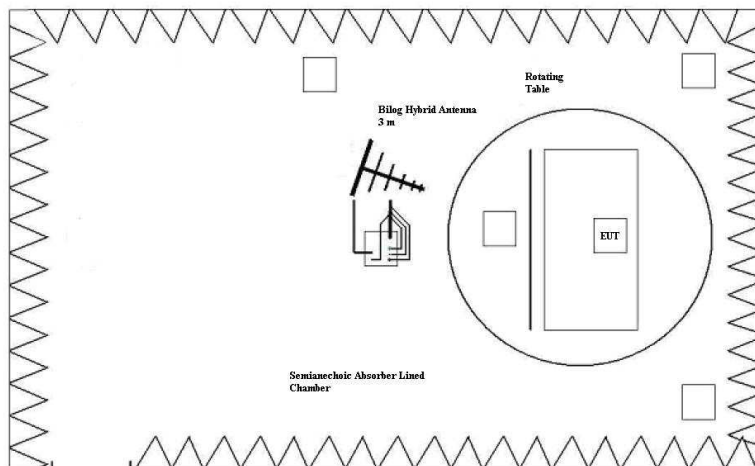 Rotating
Table
Bilog Hybrid Antenna
3 m
EUT
Semianechoic Absorber Lined
Chamber